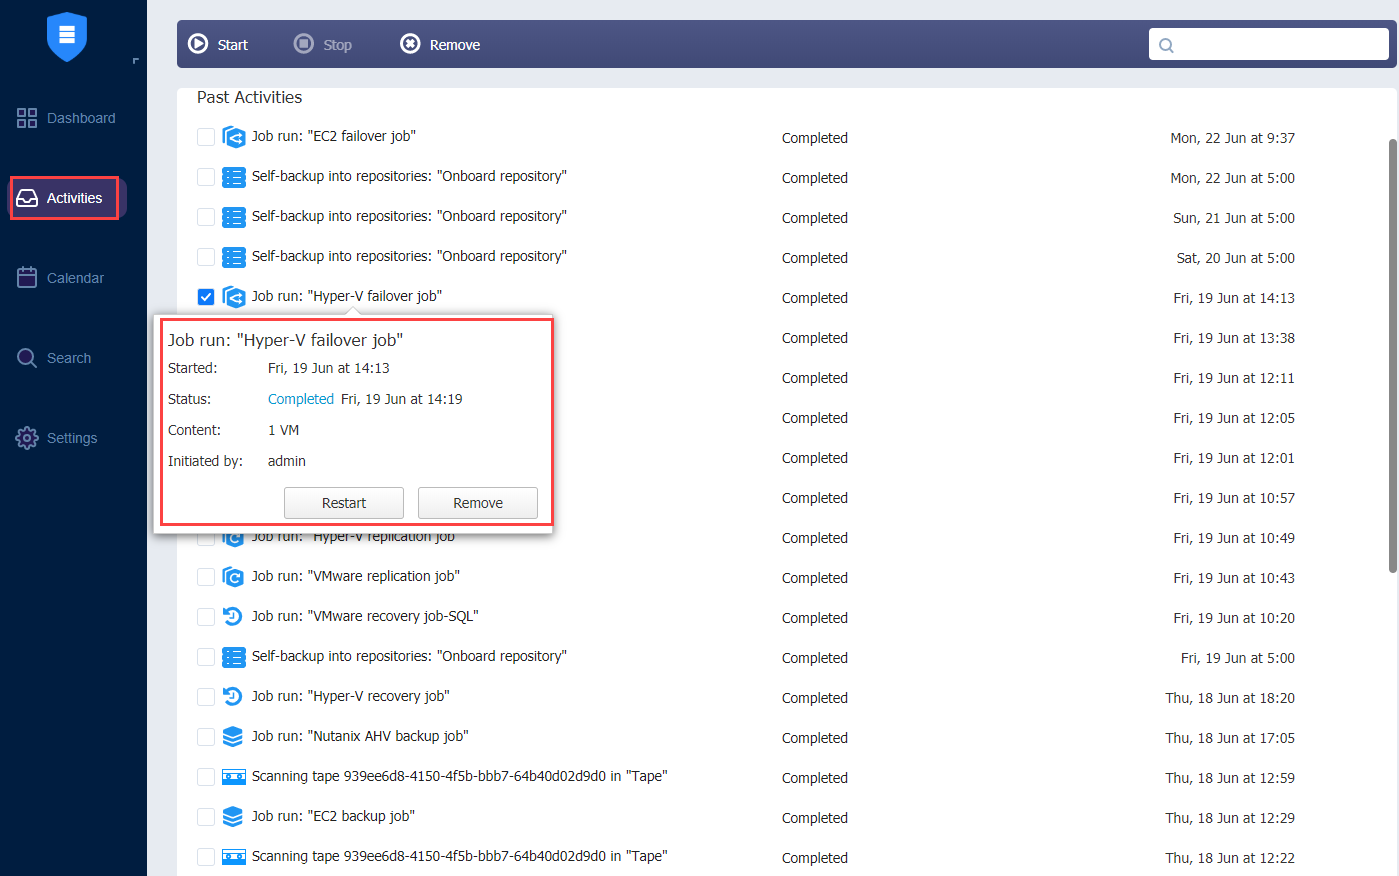 Start Stop Remove
Dashboard
Activities
Calendar
Search
Settings
Past Activities
Job run: "EC2 failover job" Completed Mon, 22 Jun at 9:37
Self-backup into repositories: "Onboard repository" Completed Mon, 22 Jun at 5:00
Self-backup into repositories: "Onboard repository" Completed Sun, 21 Jun at 5:00
Self-backup into repositories: "Onboard repository" Completed Sat, 20 Jun at 5:00
Job run: "Hyper-V failover job" Completed Fri, 19 Jun at 14:13
Job run: "Hyper-V failover job"
Started: Fri, 19 Jun at 14:13
Status: Completed Fri, 19 Jun at 14:19
Content: 1 VM
Initiated by: admin
Restart Remove
Completed Fri, 19 Jun at 13:38
Completed Fri, 19 Jun at 12:11
Completed Fri, 19 Jun at 12:05
Completed Fri, 19 Jun at 12:01
Completed Fri, 19 Jun at 10:57
Job run: "Hyper-V replication job" Completed Fri, 19 Jun at 10:49
Job run: "VMware replication job" Completed Fri, 19 Jun at 10:43
Job run: "VMware recovery job-SQL" Completed Fri, 19 Jun at 10:20
Self-backup into repositories: "Onboard repository" Completed Fri, 19 Jun at 5:00
Job run: "Hyper-V recovery job" Completed Thu, 18 Jun at 18:20
Job run: "Nutanix AHV backup job" Completed Thu, 18 Jun at 17:05
Scanning tape 939ee6d8-4150-4f5b-bbb7-64b40d02d9d0 in "Tape" Completed Thu, 18 Jun at 12:59
Job run: "EC2 backup job" Completed Thu, 18 Jun at 12:29
Scanning tape 939ee6d8-4150-4f5b-bbb7-64b40d02d9d0 in "Tape" Completed Thu, 18 Jun at 12:22